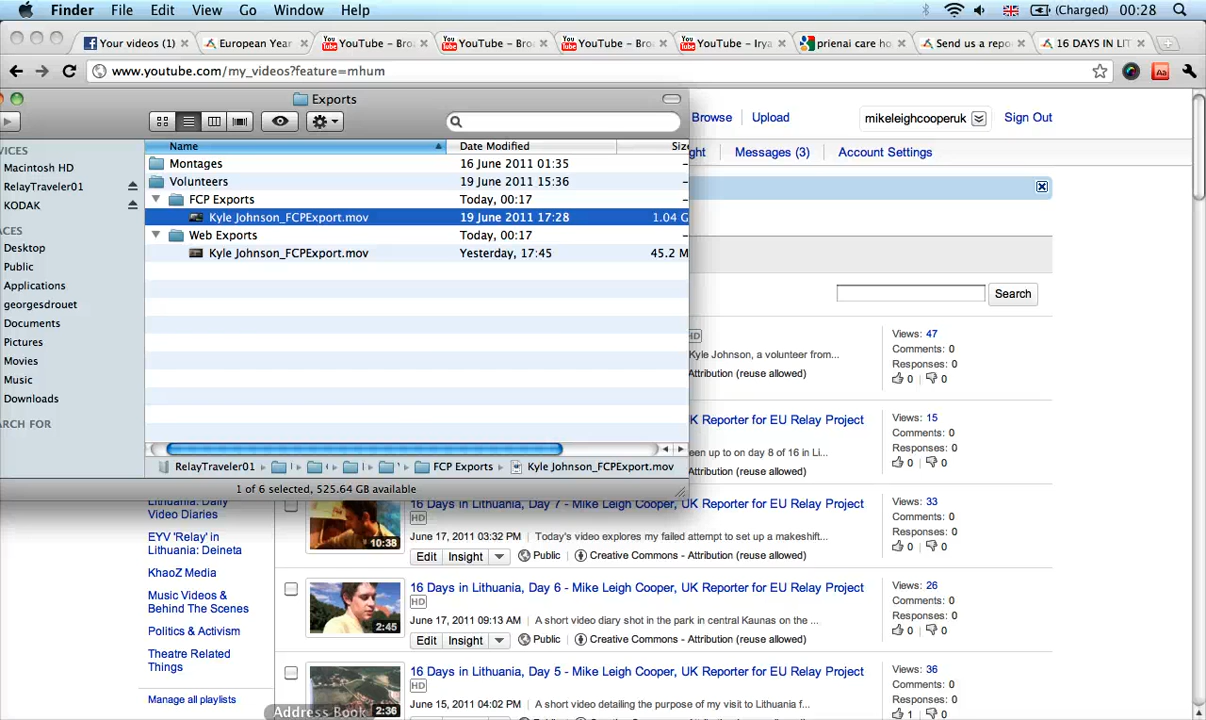 Finder File Edit View Go Window Help (Charged) 00:28
Your videos (1) European Year YouTube – Bro YouTube – Bro YouTube – Bro YouTube – Irya prienai care ho Send us a repo 16 DAYS IN LIT
www.youtube.com/my_videos?feature=mhum
Exports
Browse Upload mikeleighcooperuk Sign Out
ght Messages (3) Account Settings
VICES
Macintosh HD
RelayTraveler01
KODAK
ACES
Desktop
Public
Applications
georgesdrouet
Documents
Pictures
Movies
Music
Downloads
ARCH FOR
Name Date Modified Size
Montages 16 June 2011 01:35 –
Volunteers 19 June 2011 15:36 –
FCP Exports Today, 00:17 –
Kyle Johnson_FCPExport.mov 19 June 2011 17:28 1.04 G
Web Exports Today, 00:17 –
Kyle Johnson_FCPExport.mov Yesterday, 17:45 45.2 M
RelayTraveler01 FCP Exports Kyle Johnson_FCPExport.mov
1 of 6 selected, 525.64 GB available
Search
HD
Kyle Johnson, a volunteer from...
Attribution (reuse allowed)
Views: 47
Comments: 0
Responses: 0
0 0
K Reporter for EU Relay Project
een up to on day 8 of 16 in Li...
Attribution (reuse allowed)
Views: 15
Comments: 0
Responses: 0
0 0
Lithuania: Daily
Video Diaries
EYV 'Relay' in
Lithuania: Deineta
KhaoZ Media
Music Videos &
Behind The Scenes
Politics & Activism
Theatre Related
Things
Manage all playlists
10:38
16 Days in Lithuania, Day 7 - Mike Leigh Cooper, UK Reporter for EU Relay Project
HD
June 17, 2011 03:32 PM Today's video explores my failed attempt to set up a makeshift...
Edit Insight Public Creative Commons - Attribution (reuse allowed)
Views: 33
Comments: 0
Responses: 0
0 0
2:45
16 Days in Lithuania, Day 6 - Mike Leigh Cooper, UK Reporter for EU Relay Project
HD
June 17, 2011 09:13 AM A short video diary shot in the park in central Kaunas on the ...
Edit Insight Public Creative Commons - Attribution (reuse allowed)
Views: 26
Comments: 0
Responses: 0
0 0
2:36
16 Days in Lithuania, Day 5 - Mike Leigh Cooper, UK Reporter for EU Relay Project
HD
June 15, 2011 04:02 PM A short video detailing the purpose of my visit to Lithuania f...
Views: 36
Comments: 0
Responses: 0
1 0
Address Book